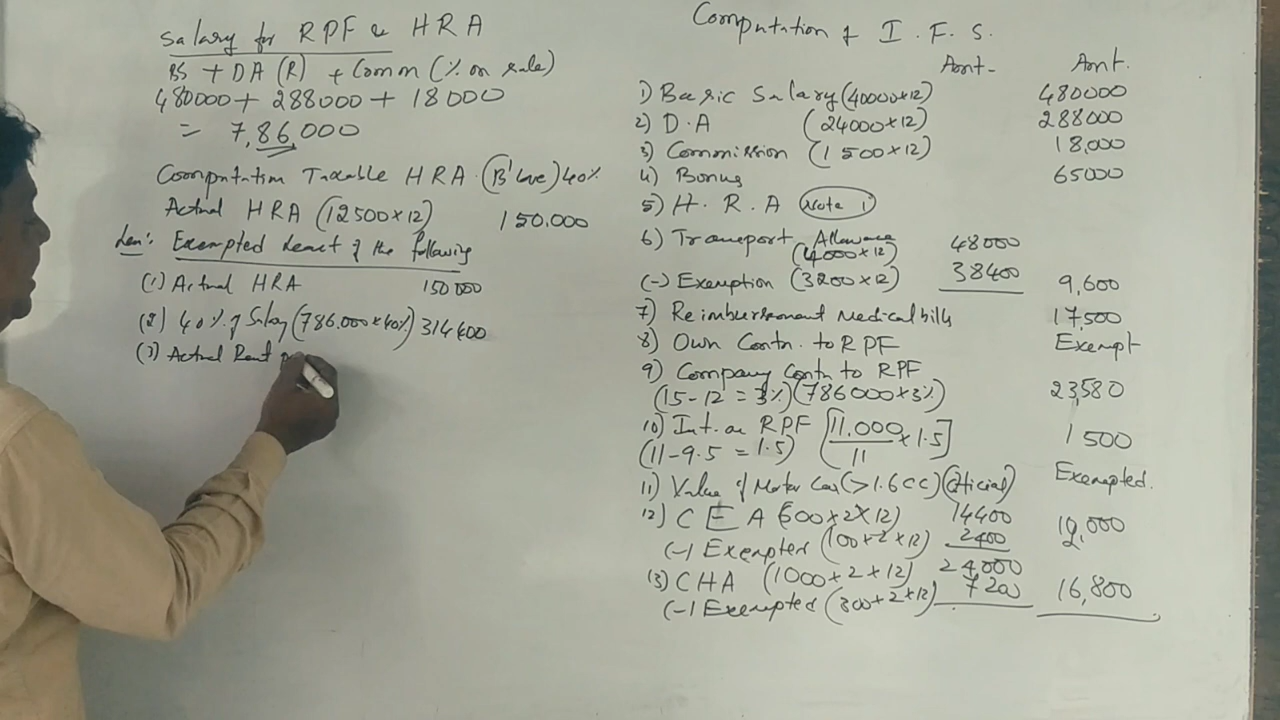 Salary for RPF & HRA
BS + DA (R) + Comm (% on sale)
480000 + 288000 + 18000
= 7,86,000
Computation Taxable HRA (B'lore) 40%
Actual HRA (12500×12) 150,000
Less: Exempted least of the following
(1) Actual HRA 150000
(2) 40% of Salary (786,000×40%) 314400
(3) Actual Rent
Computation of I. F. S.
Amt. Amt.
1) Basic Salary (40000×12) 480000
2) D.A (24000×12) 288000
3) Commission (1500×12) 18,000
4) Bonus 65000
5) H.R.A (Note 1)
6) Transport Allowance
(4000×12) 48000
(-) Exemption (3200×12) 38400 9,600
7) Reimbursement Medical bills 17,500
8) Own Contn. to RPF Exempt
9) Company Contn to RPF
(15-12 = 3%) (786000×3%) 23,580
10) Int. on RPF [11,000/11 × 1.5] 1500
(11-9.5 = 1.5)
11) Value of Motor Car (>1.6 CC) (Official) Exempted.
12) CEA (600×2×12) 14400
(-) Exempted (100×2×12) 2400 12,000
13) CHA (1000×2×12) 24,000
(-) Exempted (300×2×12) 7200 16,800